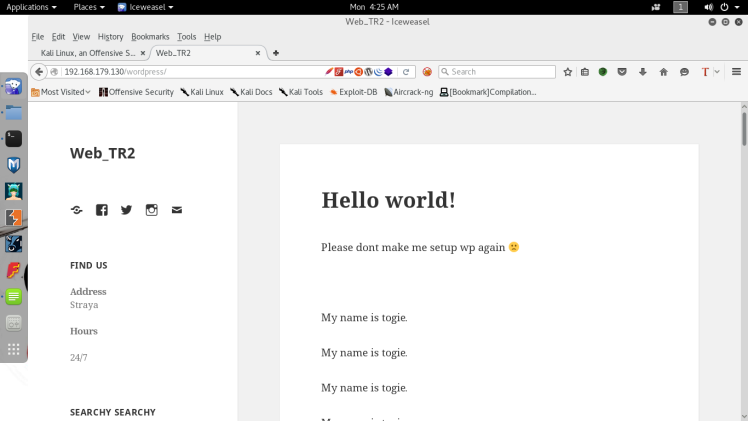 Applications Places Iceweasel Mon 4:25 AM 1
Web_TR2 - Iceweasel
File Edit View History Bookmarks Tools Help
Kali Linux, an Offensive S... Web_TR2
192.168.179.130/wordpress/ Search
Most Visited Offensive Security Kali Linux Kali Docs Kali Tools Exploit-DB Aircrack-ng [Bookmark]Compilation...
Web_TR2
FIND US
Address
Straya
Hours
24/7
SEARCHY SEARCHY
Hello world!
Please dont make me setup wp again
My name is togie.
My name is togie.
My name is togie.